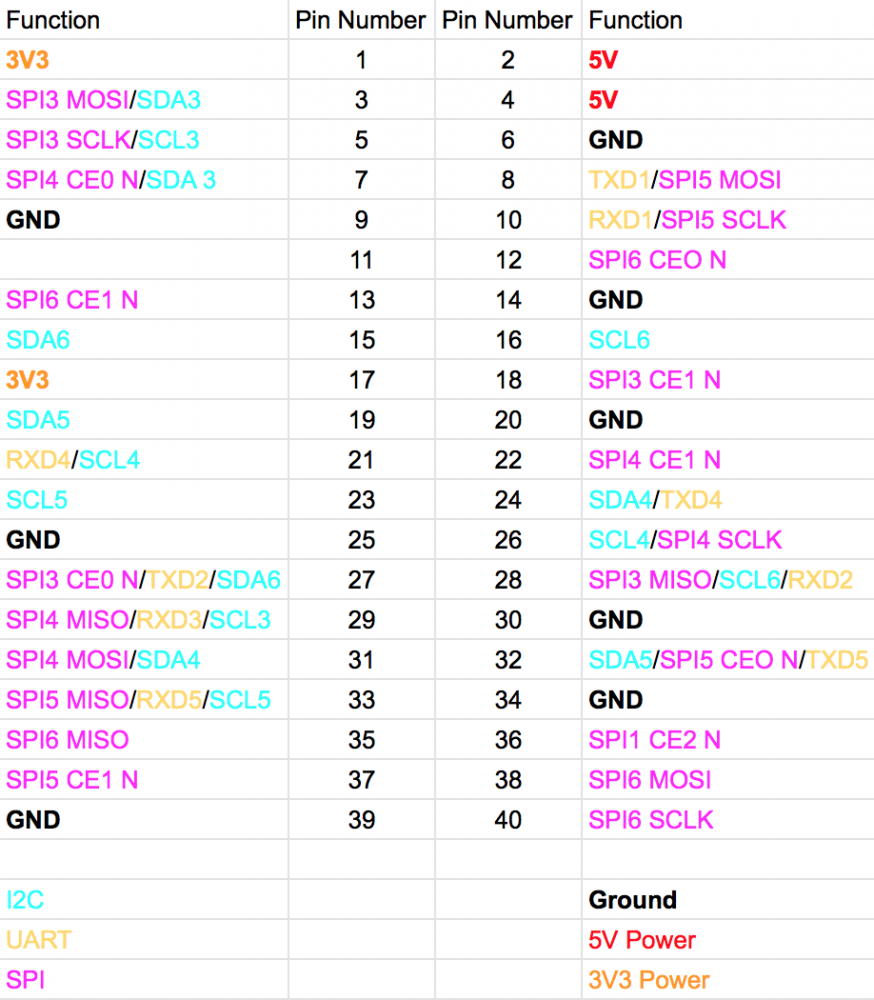 Function Pin Number Pin Number Function
3V3 1 2 5V
SPI3 MOSI/SDA3 3 4 5V
SPI3 SCLK/SCL3 5 6 GND
SPI4 CE0 N/SDA 3 7 8 TXD1/SPI5 MOSI
GND 9 10 RXD1/SPI5 SCLK
11 12 SPI6 CEO N
SPI6 CE1 N 13 14 GND
SDA6 15 16 SCL6
3V3 17 18 SPI3 CE1 N
SDA5 19 20 GND
RXD4/SCL4 21 22 SPI4 CE1 N
SCL5 23 24 SDA4/TXD4
GND 25 26 SCL4/SPI4 SCLK
SPI3 CE0 N/TXD2/SDA6 27 28 SPI3 MISO/SCL6/RXD2
SPI4 MISO/RXD3/SCL3 29 30 GND
SPI4 MOSI/SDA4 31 32 SDA5/SPI5 CEO N/TXD5
SPI5 MISO/RXD5/SCL5 33 34 GND
SPI6 MISO 35 36 SPI1 CE2 N
SPI5 CE1 N 37 38 SPI6 MOSI
GND 39 40 SPI6 SCLK
I2C Ground
UART 5V Power
SPI 3V3 Power